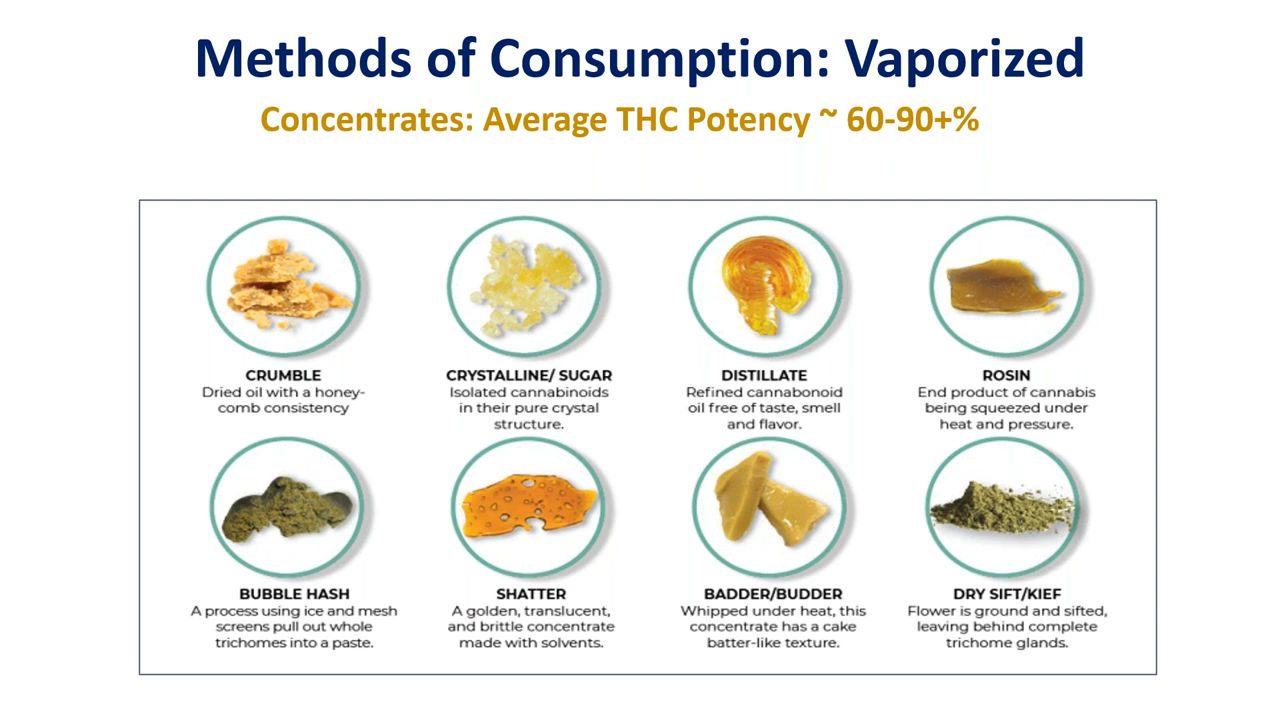 Methods of Consumption: Vaporized
Concentrates: Average THC Potency ~ 60-90+%
CRUMBLE
Dried oil with a honey-
comb consistency
CRYSTALLINE/ SUGAR
Isolated cannabinoids
in their pure crystal
structure.
DISTILLATE
Refined cannabonoid
oil free of taste, smell
and flavor.
ROSIN
End product of cannabis
being squeezed under
heat and pressure.
BUBBLE HASH
A process using ice and mesh
screens pull out whole
trichomes into a paste.
SHATTER
A golden, translucent,
and brittle concentrate
made with solvents.
BADDER/BUDDER
Whipped under heat, this
concentrate has a cake
batter-like texture.
DRY SIFT/KIEF
Flower is ground and sifted,
leaving behind complete
trichome glands.